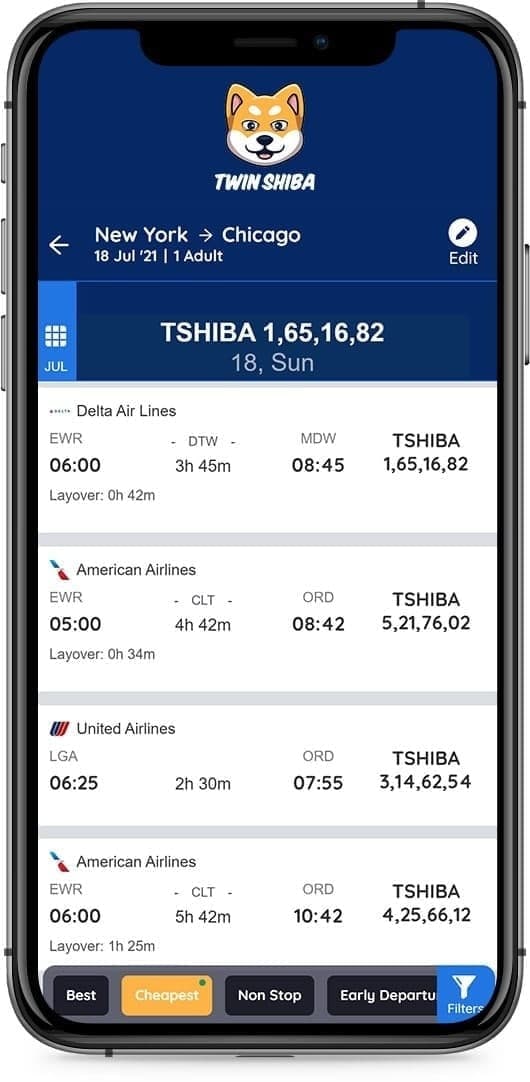 TWIN SHIBA
New York → Chicago
18 Jul '21 | 1 Adult
Edit
JUL
TSHIBA 1,65,16,82
18, Sun
DELTA Delta Air Lines
EWR - DTW - MDW TSHIBA
06:00 3h 45m 08:45 1,65,16,82
Layover: 0h 42m
American Airlines
EWR - CLT - ORD TSHIBA
05:00 4h 42m 08:42 5,21,76,02
Layover: 0h 34m
United Airlines
LGA ORD TSHIBA
06:25 2h 30m 07:55 3,14,62,54
American Airlines
EWR - CLT - ORD TSHIBA
06:00 5h 42m 10:42 4,25,66,12
Layover: 1h 25m
Best Cheapest Non Stop Early Departu
Filters